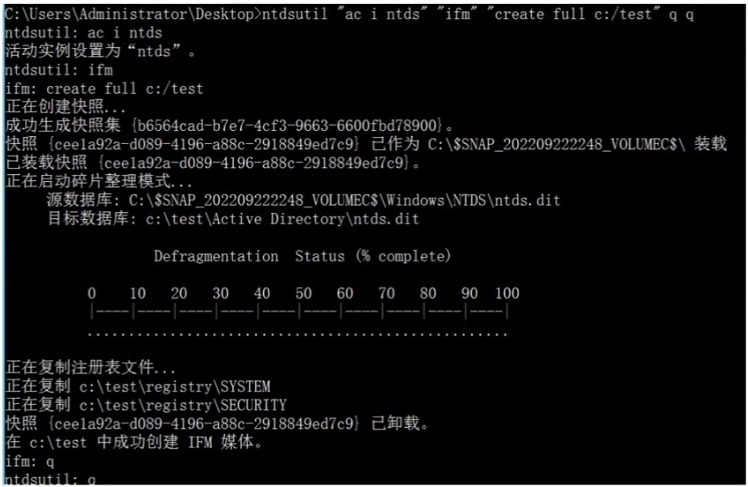 C:\Users\Administrator\Desktop>ntdsutil "ac i ntds" "ifm" "create full c:/test" q q
ntdsutil: ac i ntds
活动实例设置为“ntds”。
ntdsutil: ifm
ifm: create full c:/test
正在创建快照...
成功生成快照集 {b6564cad-b7e7-4cf3-9663-6600fbd78900}。
快照 {cee1a92a-d089-4196-a88c-2918849ed7c9} 已作为 C:\$SNAP_202209222248_VOLUMEC$\ 装载
已装载快照 {cee1a92a-d089-4196-a88c-2918849ed7c9}。
正在启动碎片整理模式...
源数据库: C:\$SNAP_202209222248_VOLUMEC$\Windows\NTDS\ntds.dit
目标数据库: c:\test\Active Directory\ntds.dit
Defragmentation  Status (% complete)
0    10   20   30   40   50   60   70   80   90  100
|----|----|----|----|----|----|----|----|----|----|
...................................................
正在复制注册表文件...
正在复制 c:\test\registry\SYSTEM
正在复制 c:\test\registry\SECURITY
快照 {cee1a92a-d089-4196-a88c-2918849ed7c9} 已卸载。
在 c:\test 中成功创建 IFM 媒体。
ifm: q
ntdsutil: q